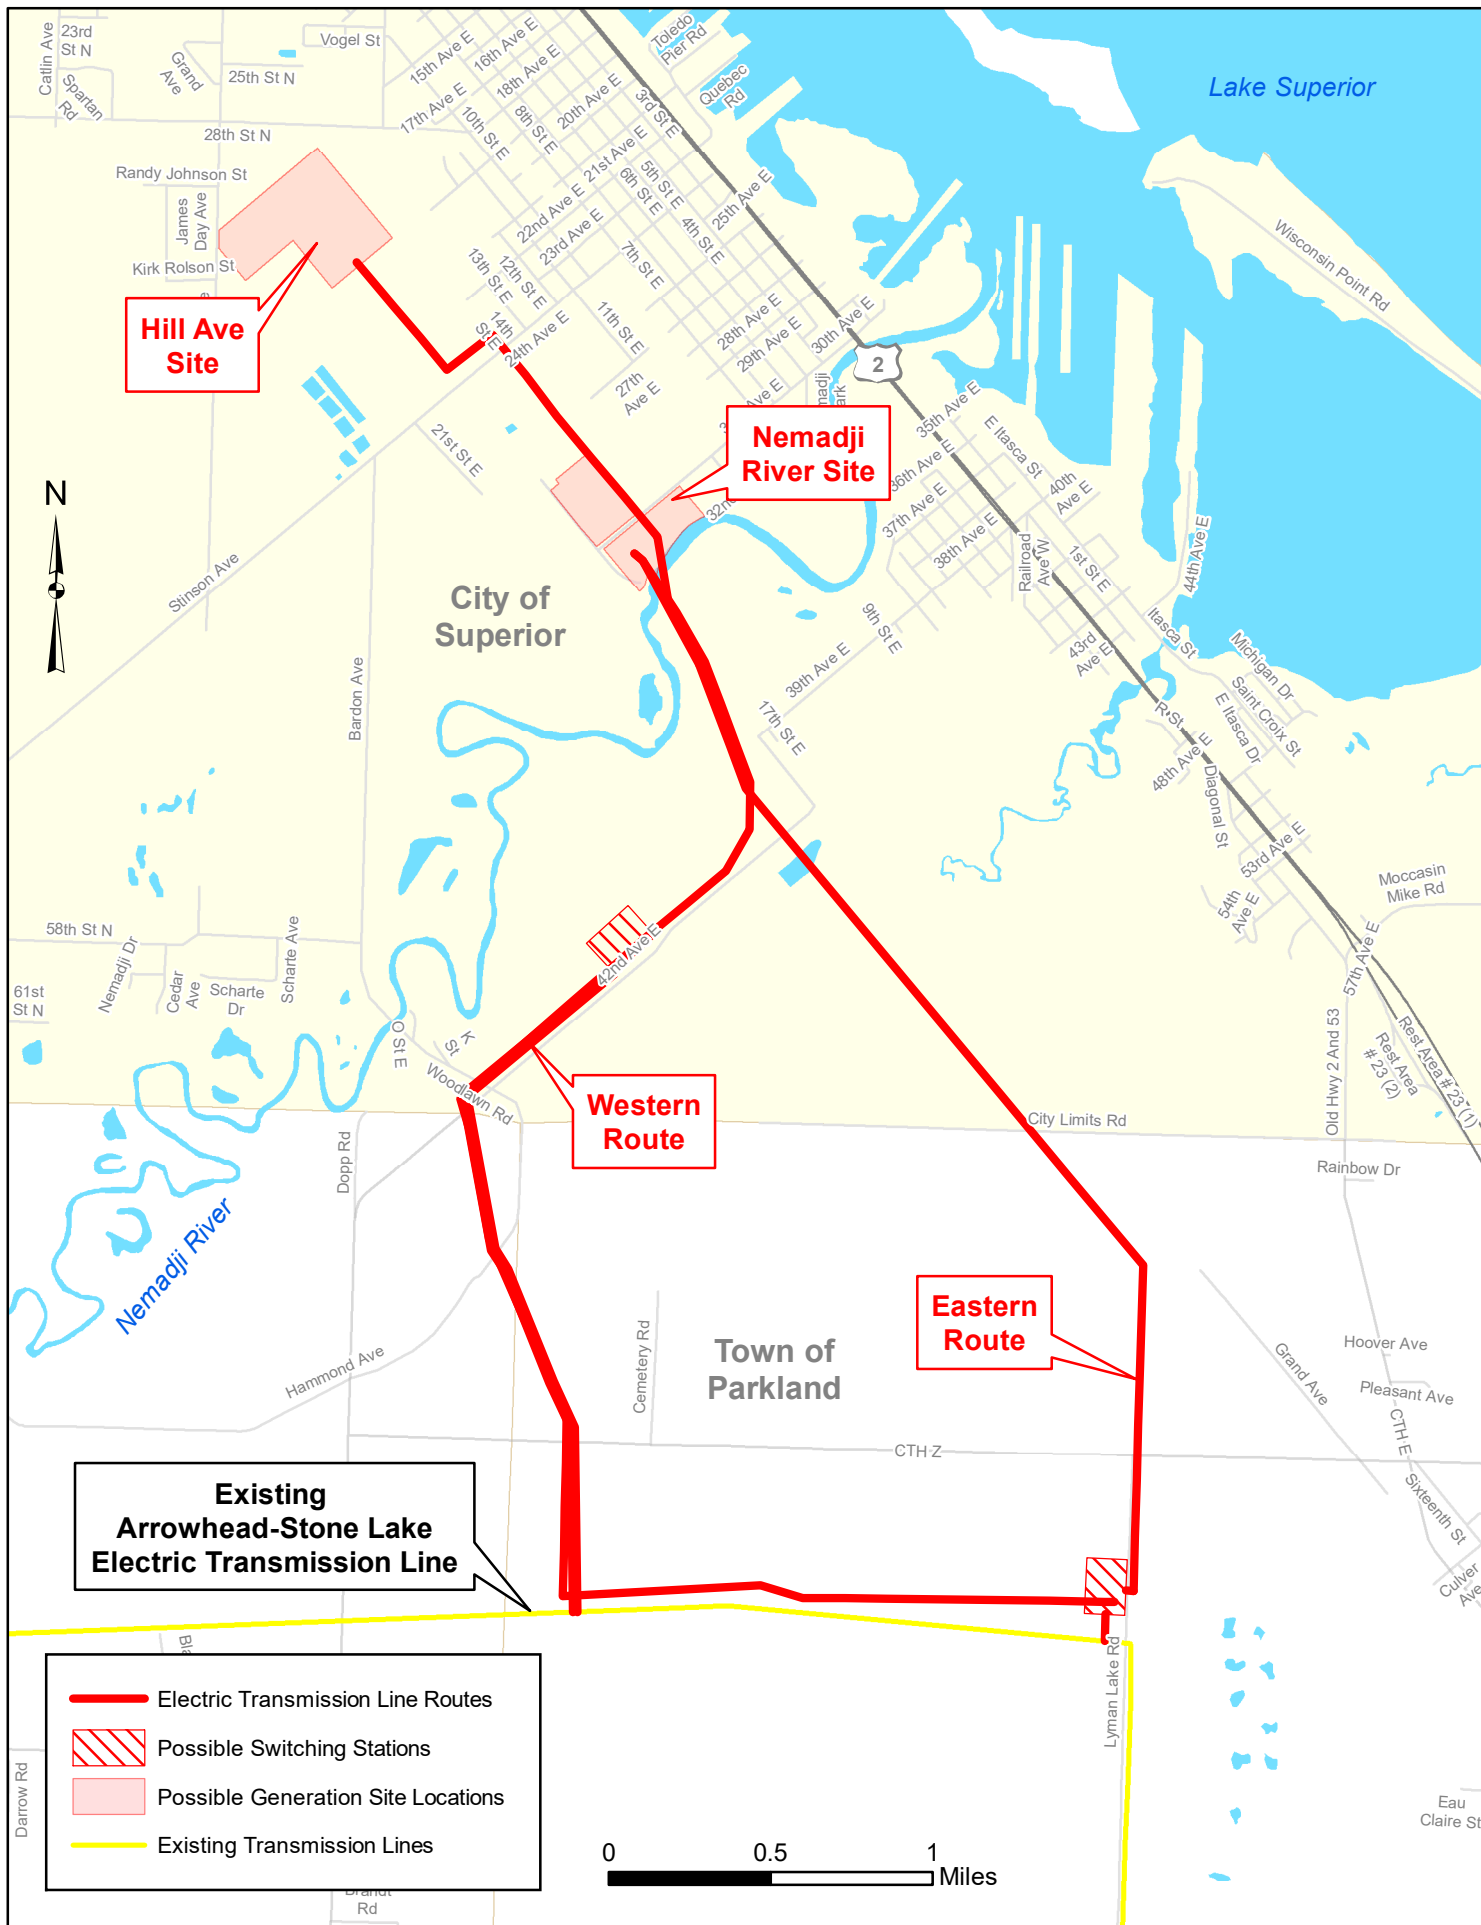 23rd
St N
Catlin Ave
Grand
Ave
Spartan
Rd
Vogel St
25th St N
28th St N
15th Ave E
16th Ave E
17th Ave E
18th Ave E
20th Ave E
10th St E
8th St E
3rd St E
Toledo
Pier Rd
Quebec
Rd
Lake Superior
Randy Johnson St
James
Day Ave
Kirk Rolson St
21st Ave E
22nd Ave E
23rd Ave E
5th St E
6th St E
4th St E
25th Ave E
7th St E
13th St E
12th St E
14th
St E
24th Ave E
11th St E
27th
Ave E
28th Ave E
29th Ave E
30th Ave E
Wisconsin Point Rd
Hill Ave
Site
2
Nemadji
River Site
21st St E
32nd
35th Ave E
36th Ave E
37th Ave E
38th Ave E
E Itasca St
40th
Ave E
Railroad
Ave W
1st St E
44th Ave E
N
Stinson Ave
City of
Superior
Bardon Ave
9th St E
39th Ave E
17th St E
43rd
Ave E
Itasca St
Michigan Dr
Saint Croix St
E Itasca Dr
R St
48th Ave E
Diagonal St
53rd Ave E
54th
Ave E
Moccasin
Mike Rd
57th Ave E
58th St N
Nemadji Dr
Cedar
Ave
Scharte
Dr
Scharte Ave
61st
St N
42nd Ave E
O St E
K
St
Woodlawn Rd
Western
Route
City Limits Rd
Old Hwy 2 And 53
Rest Area
# 23 (2)
Rest Area # 23 (1)
Rainbow Dr
Dopp Rd
Nemadji River
Hammond Ave
Cemetery Rd
Town of
Parkland
Eastern
Route
Grand Ave
Hoover Ave
Pleasant Ave
CTH E
CTH Z
Sixteenth St
Culver
Ave
Existing
Arrowhead-Stone Lake
Electric Transmission Line
Lyman Lake Rd
Electric Transmission Line Routes
Possible Switching Stations
Possible Generation Site Locations
Existing Transmission Lines
Darrow Rd
Rd
0 0.5 1
Miles
Eau
Claire St